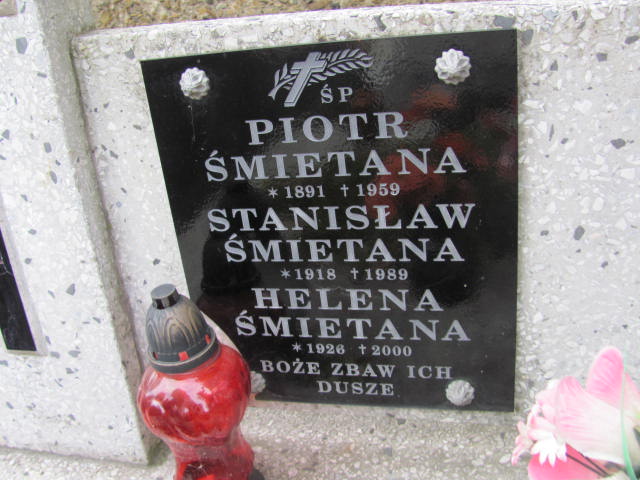 ŚP
PIOTR
ŚMIETANA
* 1891 † 1959
STANISŁAW
ŚMIETANA
* 1918 † 1989
HELENA
ŚMIETANA
* 1926 † 2000
BOŻE ZBAW ICH
DUSZE